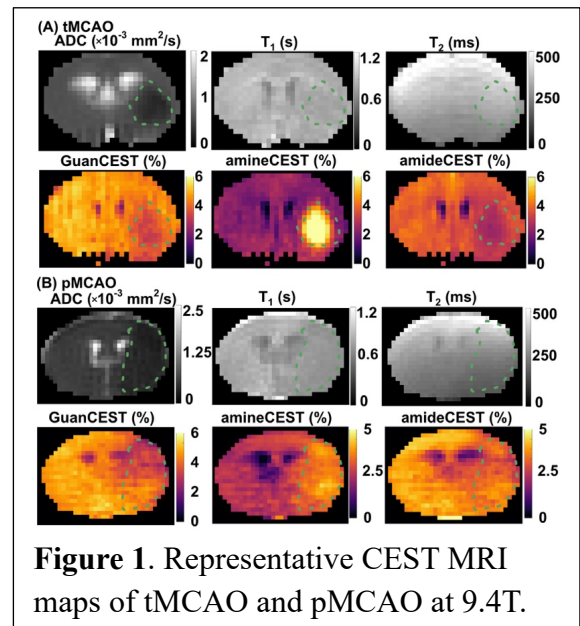 (A) tMCAO
ADC (×10⁻³ mm²/s) T₁ (s) T₂ (ms)
2 1 0
1.2 0.6 0
500 250 0
GuanCEST (%) amineCEST (%) amideCEST (%)
6 4 2 0
6 4 2 0
6 4 2 0
(B) pMCAO
ADC (×10⁻³ mm²/s) T₁ (s) T₂ (ms)
2.5 1.25 0
1.2 0.6 0
500 250 0
GuanCEST (%) amineCEST (%) amideCEST (%)
6 4 2 0
5 2.5 0
5 2.5 0
Figure 1. Representative CEST MRI
maps of tMCAO and pMCAO at 9.4T.